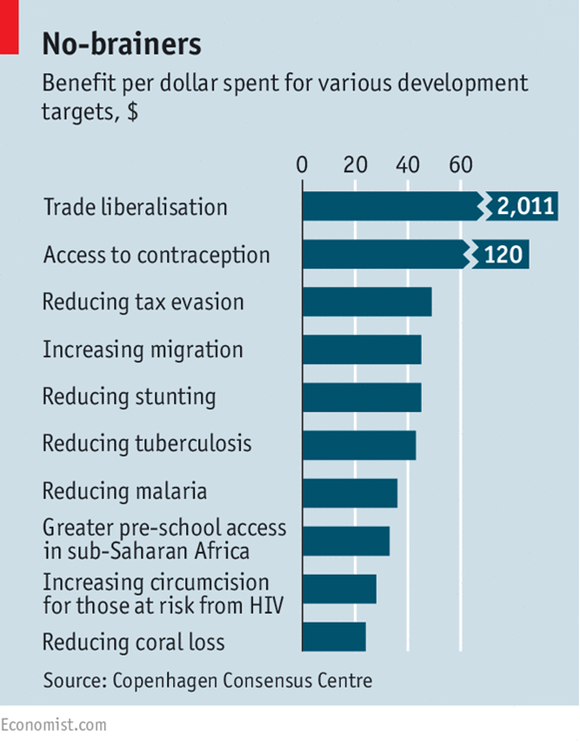 No-brainers
Benefit per dollar spent for various development
targets, $
0 20 40 60
Trade liberalisation 2,011
Access to contraception 120
Reducing tax evasion
Increasing migration
Reducing stunting
Reducing tuberculosis
Reducing malaria
Greater pre-school access
in sub-Saharan Africa
Increasing circumcision
for those at risk from HIV
Reducing coral loss
Source: Copenhagen Consensus Centre
Economist.com